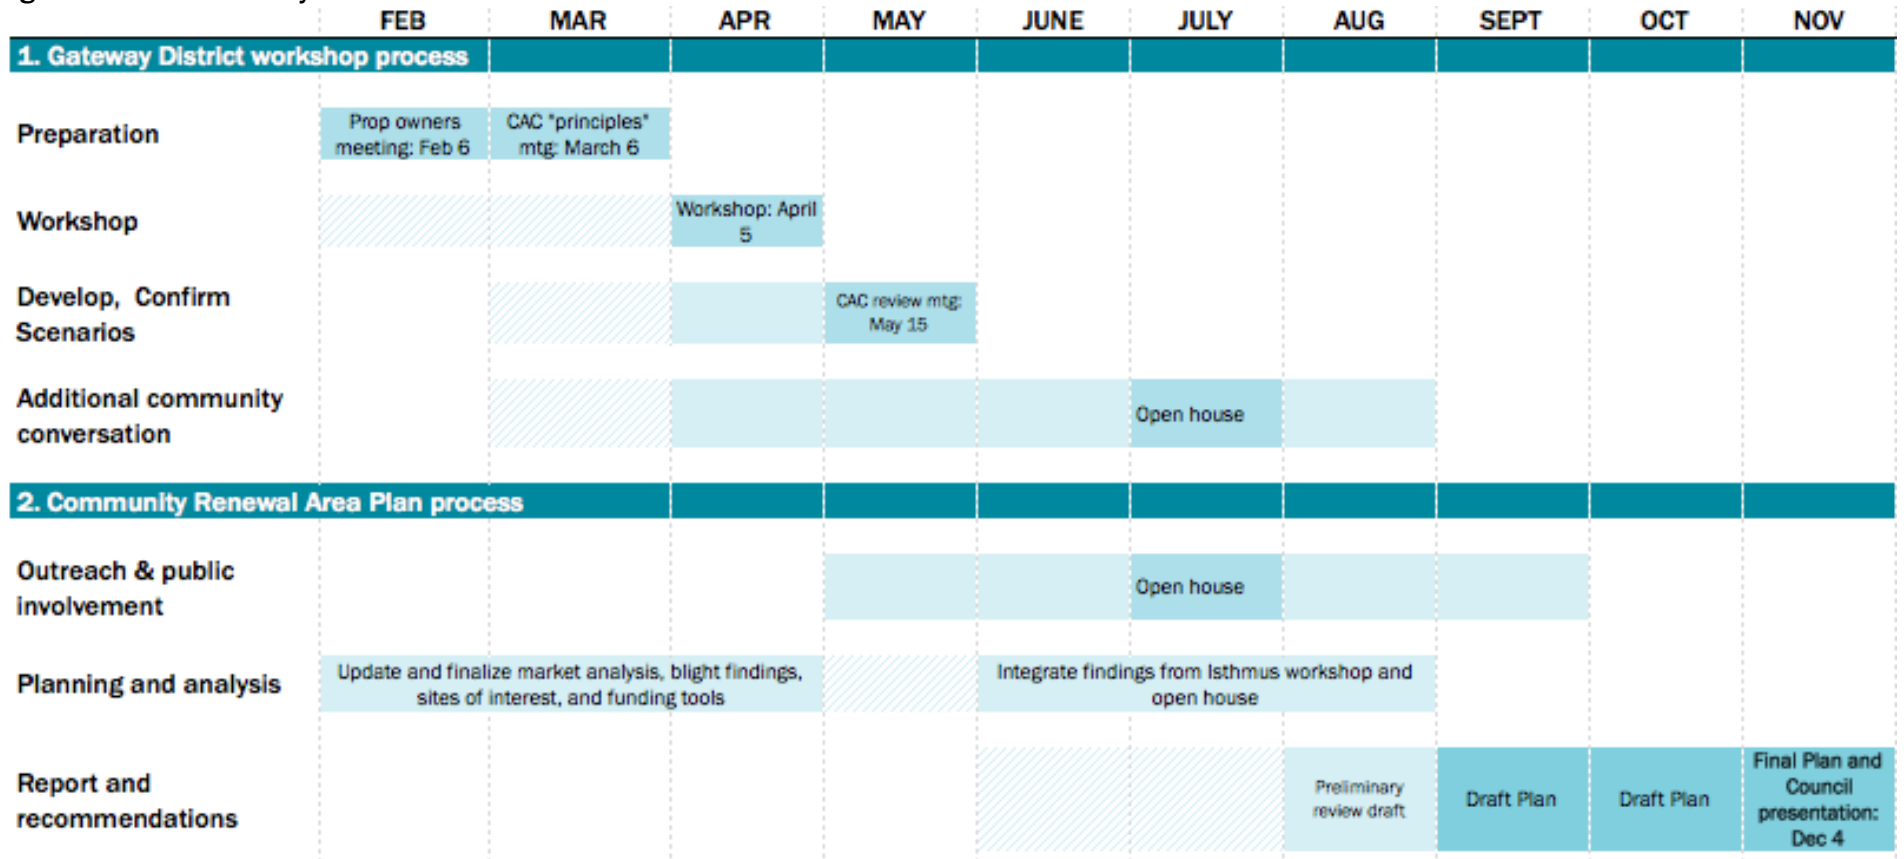 FEB MAR APR MAY JUNE JULY AUG SEPT OCT NOV
1. Gateway District workshop process
Preparation
Prop owners
meeting: Feb 6
CAC "principles"
mtg: March 6
Workshop
Workshop: April
5
Develop, Confirm
Scenarios
CAC review mtg:
May 15
Additional community
conversation
Open house
2. Community Renewal Area Plan process
Outreach & public
involvement
Open house
Planning and analysis
Update and finalize market analysis, blight findings,
sites of interest, and funding tools
Integrate findings from Isthmus workshop and
open house
Report and
recommendations
Preliminary
review draft
Draft Plan
Draft Plan
Final Plan and
Council
presentation:
Dec 4